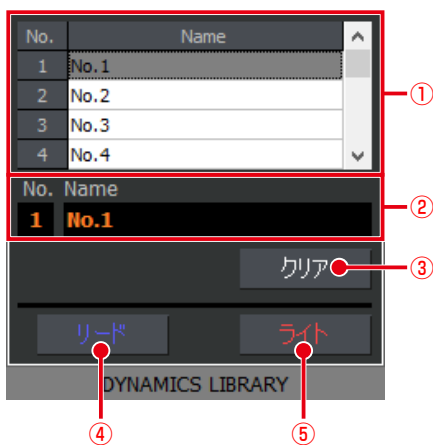 No. Name
1 No.1
2 No.2
3 No.3
4 No.4
①
No. Name
1 No.1
②
クリア ③
リード ライト
DYNAMICS LIBRARY
④ ⑤